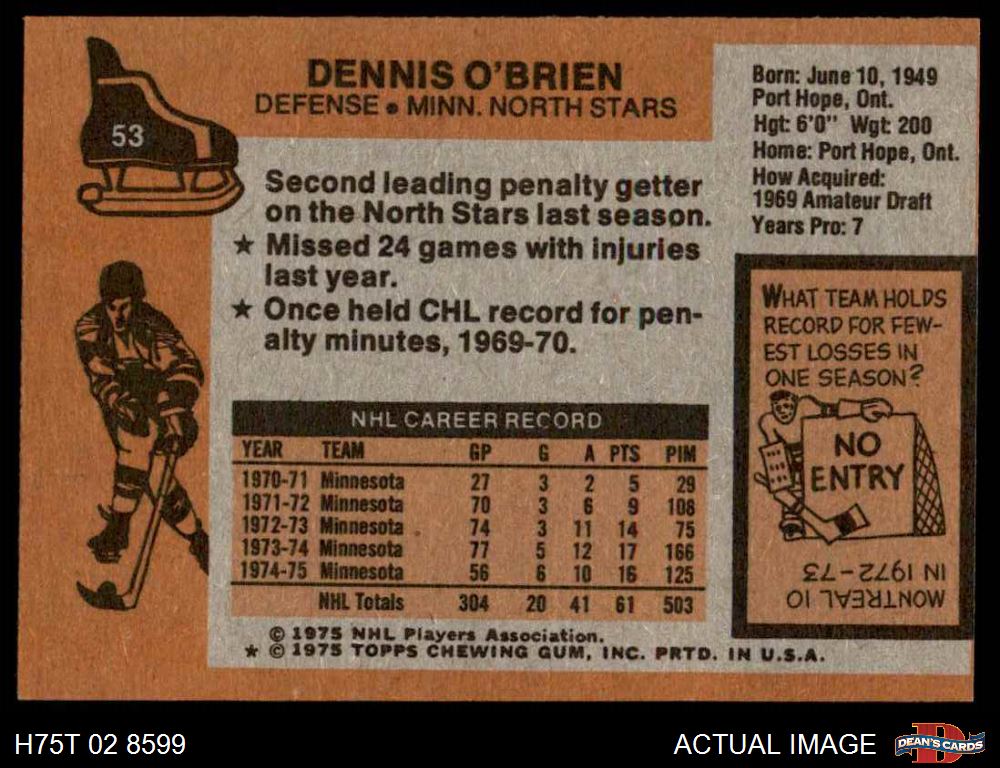 53
DENNIS O'BRIEN
DEFENSE • MINN. NORTH STARS
Second leading penalty getter
on the North Stars last season.
★ Missed 24 games with injuries
last year.
★ Once held CHL record for pen-
alty minutes, 1969-70.
Born: June 10, 1949
Port Hope, Ont.
Hgt: 6'0" Wgt: 200
Home: Port Hope, Ont.
How Acquired:
1969 Amateur Draft
Years Pro: 7
WHAT TEAM HOLDS
RECORD FOR FEW-
EST LOSSES IN
ONE SEASON?
NO
ENTRY
MONTREAL 10
IN 1972-73
NHL CAREER RECORD
YEAR TEAM GP G A PTS PIM
1970-71 Minnesota 27 3 2 5 29
1971-72 Minnesota 70 3 6 9 108
1972-73 Minnesota 74 3 11 14 75
1973-74 Minnesota 77 5 12 17 166
1974-75 Minnesota 56 6 10 16 125
NHL Totals 304 20 41 61 503
© 1975 NHL Players Association.
★ © 1975 TOPPS CHEWING GUM, INC. PRTD. IN U.S.A.
H75T 02 8599
ACTUAL IMAGE
D
DEAN'S CARDS